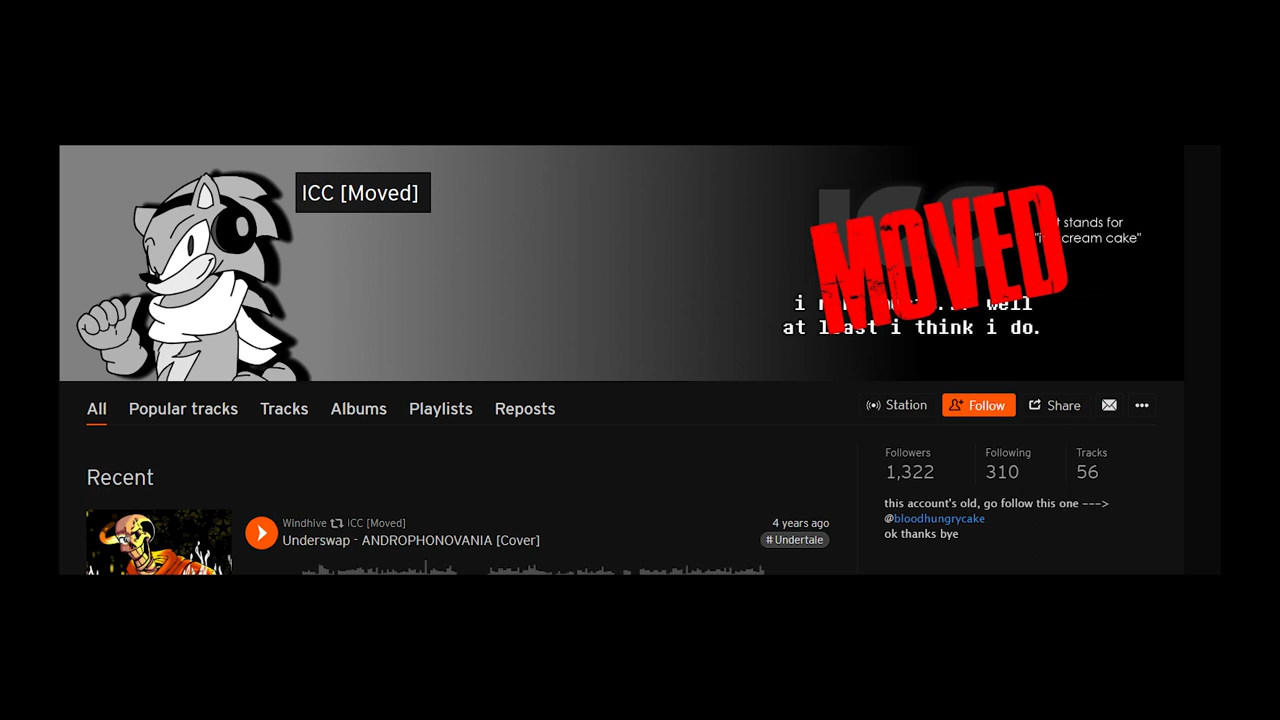 ICC [Moved]
ICC
MOVED
t stands for
cream cake"
i well
at least i think i do.
All Popular tracks Tracks Albums Playlists Reposts
Station Follow Share
Followers Following Tracks
1,322 310 56
this account's old, go follow this one --->
@bloodhungrycake
ok thanks bye
Recent
Windhive ICC [Moved]
4 years ago
Underswap - ANDROPHONOVANIA [Cover]
# Undertale